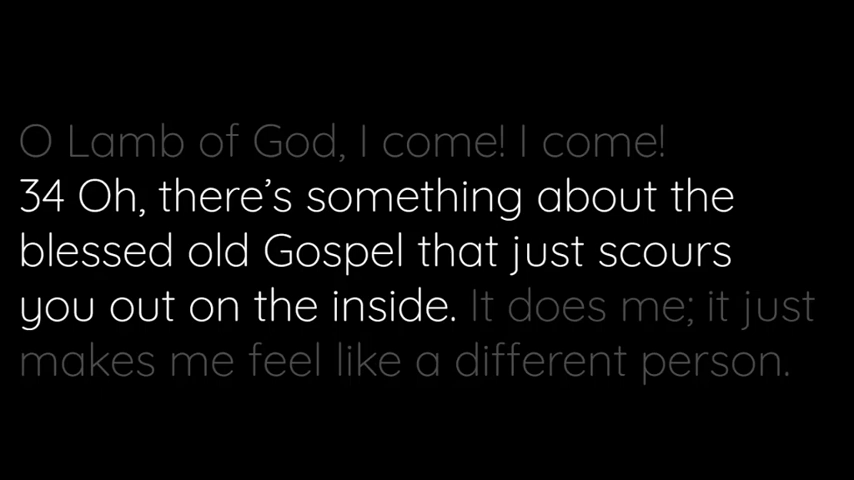 O Lamb of God, I come! I come!
34 Oh, there’s something about the
blessed old Gospel that just scours
you out on the inside. It does me; it just
makes me feel like a different person.